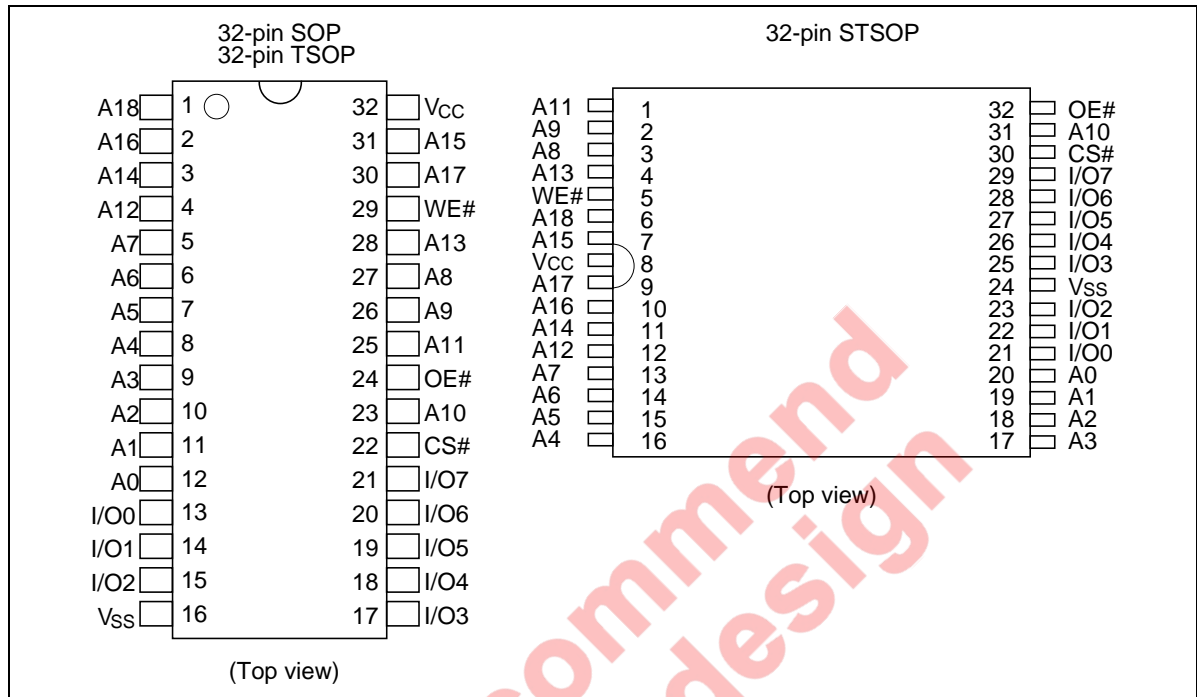 32-pin SOP
32-pin TSOP
A18 1 32 VCC
A16 2 31 A15
A14 3 30 A17
A12 4 29 WE#
A7 5 28 A13
A6 6 27 A8
A5 7 26 A9
A4 8 25 A11
A3 9 24 OE#
A2 10 23 A10
A1 11 22 CS#
A0 12 21 I/O7
I/O0 13 20 I/O6
I/O1 14 19 I/O5
I/O2 15 18 I/O4
VSS 16 17 I/O3
(Top view)
32-pin STSOP
A11 1 32 OE#
A9 2 31 A10
A8 3 30 CS#
A13 4 29 I/O7
WE# 5 28 I/O6
A18 6 27 I/O5
A15 7 26 I/O4
VCC 8 25 I/O3
A17 9 24 VSS
A16 10 23 I/O2
A14 11 22 I/O1
A12 12 21 I/O0
A7 13 20 A0
A6 14 19 A1
A5 15 18 A2
A4 16 17 A3
(Top view)
commend
design